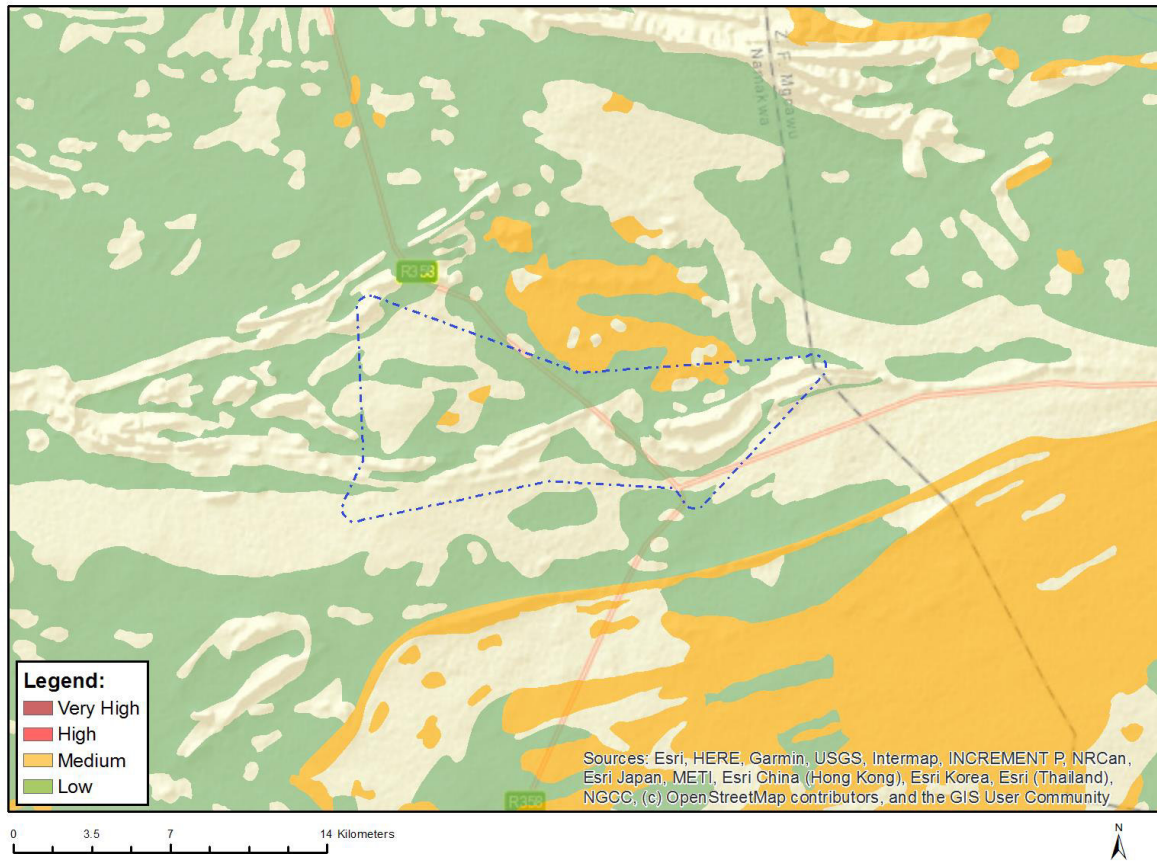 Z. F. Mgcawu
Namakwa
R358
Legend:
Very High
High
Medium
Low
Sources: Esri, HERE, Garmin, USGS, Intermap, INCREMENT P, NRCan,
Esri Japan, METI, Esri China (Hong Kong), Esri Korea, Esri (Thailand),
NGCC, (c) OpenStreetMap contributors, and the GIS User Community
R358
0 3.5 7 14 Kilometers
N